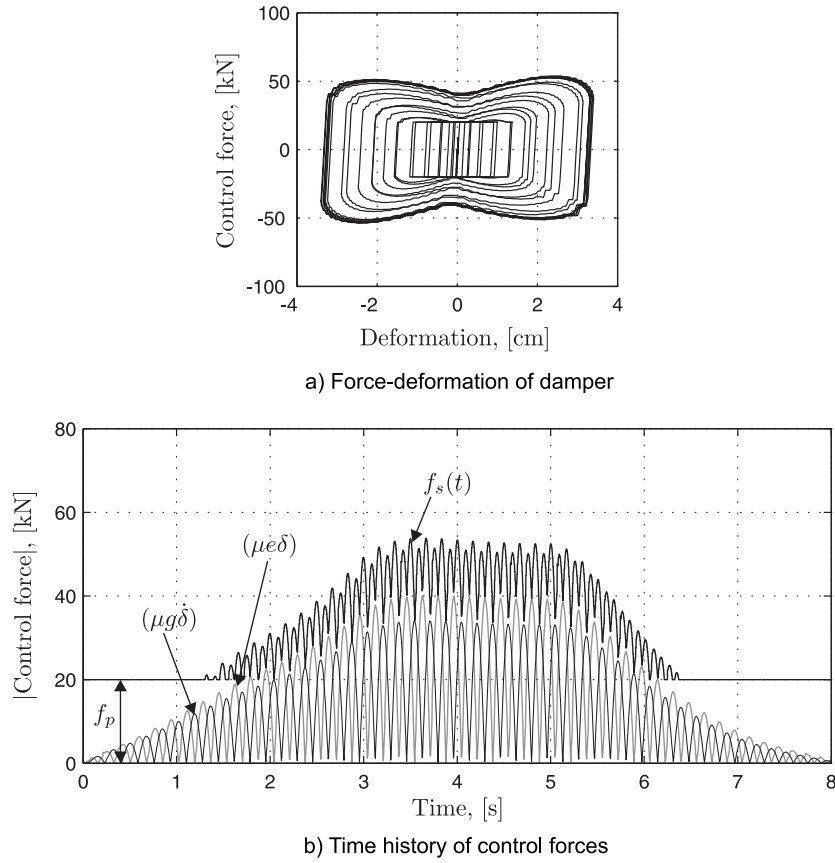 100
50
0
-50
-100
Control force, [kN]
-4 -2 0 2 4
Deformation, [cm]
a) Force-deformation of damper
80
60
40
20
0
|Control force|, [kN]
f_s(t)
(μeδ)
(μgδ̇)
f_p
0 1 2 3 4 5 6 7 8
Time, [s]
b) Time history of control forces